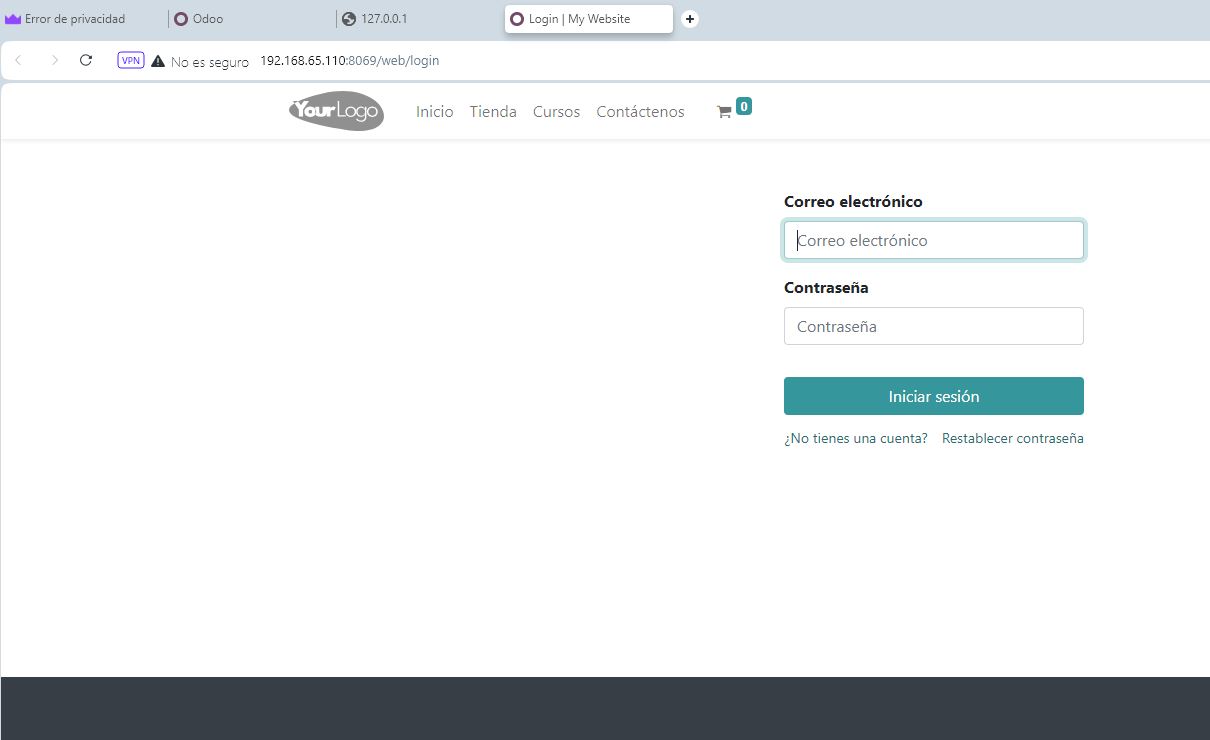 Error de privacidad
Odoo
127.0.0.1
Login | My Website
VPN No es seguro 192.168.65.110:8069/web/login
YourLogo Inicio Tienda Cursos Contáctenos 0
Correo electrónico
Correo electrónico
Contraseña
Contraseña
Iniciar sesión
¿No tienes una cuenta? Restablecer contraseña